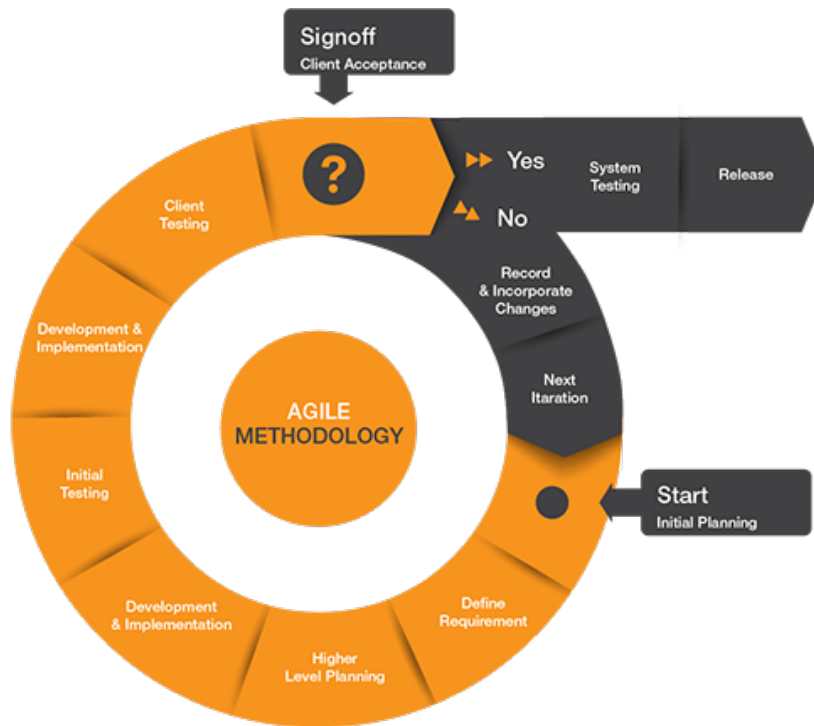 Signoff
Client Acceptance
?
Yes
No
System
Testing
Release
Record
& Incorporate
Changes
Next
Itaration
Start
Initial Planning
Define
Requirement
Higher
Level Planning
Development
& Implementation
Initial
Testing
Development &
Implementation
Client
Testing
AGILE
METHODOLOGY